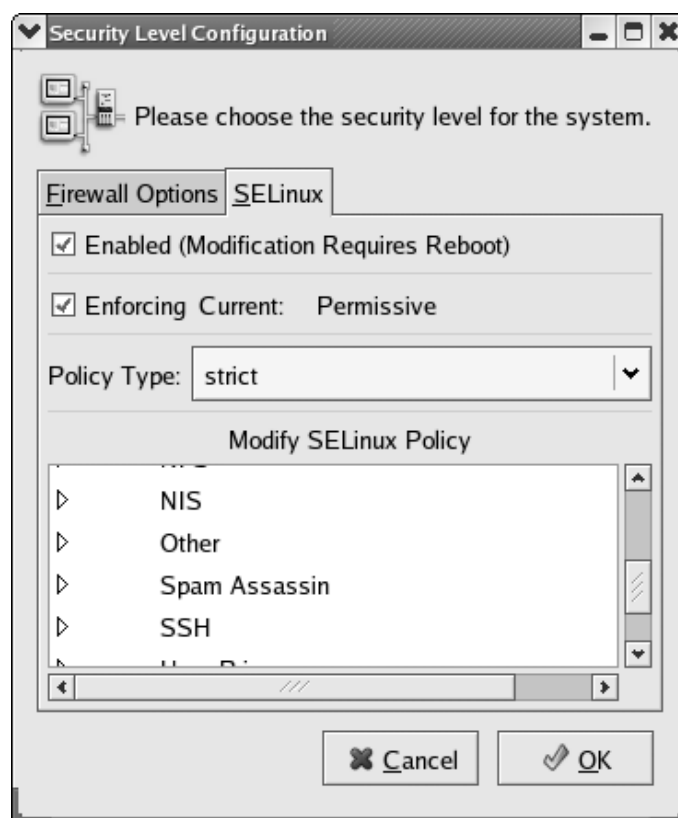 Security Level Configuration
Please choose the security level for the system.
Firewall Options SELinux
Enabled (Modification Requires Reboot)
Enforcing Current: Permissive
Policy Type: strict
Modify SELinux Policy
NIS
Other
Spam Assassin
SSH
Cancel OK